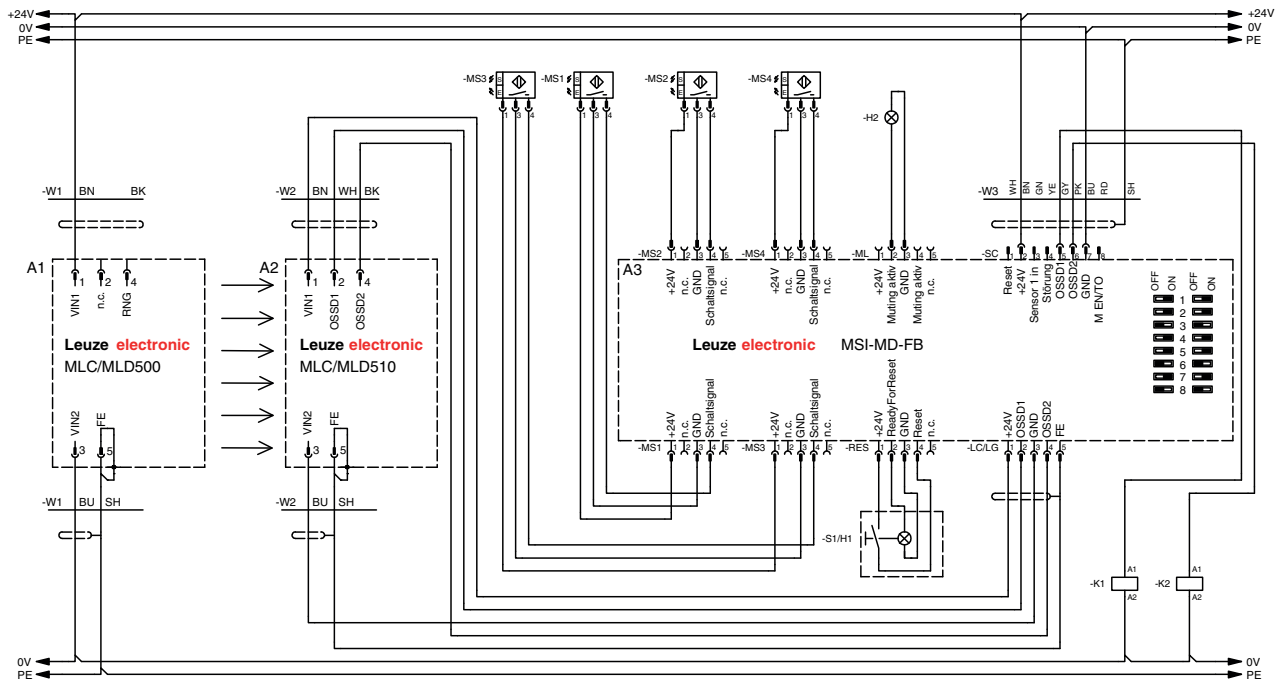 +24V
+24V
0V
0V
PE
PE
-MS3 S E
-MS1 S E
-MS2 S E
-MS4 S E
1 3 4
1 3 4
1 3 4
1 3 4
-H2
-W1 BN BK
-W2 BN WH BK
-W3 WH BN GN YE GY PK BU RD SH
A1
1 2 4
VIN1 n.c. RNG
Leuze electronic
MLC/MLD500
VIN2 FE
3 5
-W1 BU SH
A2
1 2 4
VIN1 OSSD1 OSSD2
Leuze electronic
MLC/MLD510
VIN2 FE
3 5
-W2 BU SH
A3
-MS2 1 2 3 4 5
+24V n.c. GND Schaltsignal n.c.
-MS4 1 2 3 4 5
+24V n.c. GND Schaltsignal n.c.
-ML 1 2 3 4 5
+24V Muting aktiv GND Muting aktiv n.c.
-SC 1 2 3 4 5 6 7 8
Reset +24V Sensor 1 in Störung OSSD1 OSSD2 GND M EN/TO
OFF ON OFF ON
1
2
3
4
5
6
7
8
Leuze electronic MSI-MD-FB
+24V n.c. GND Schaltsignal n.c.
-MS1 1 2 3 4 5
+24V n.c. GND Schaltsignal n.c.
-MS3 1 2 3 4 5
+24V ReadyForReset GND Reset n.c.
-RES 1 2 3 4 5
+24V OSSD1 GND OSSD2 FE
-LC/LG 1 2 3 4 5
-S1/H1
-K1 A1 A2
-K2 A1 A2
0V
0V
PE
PE